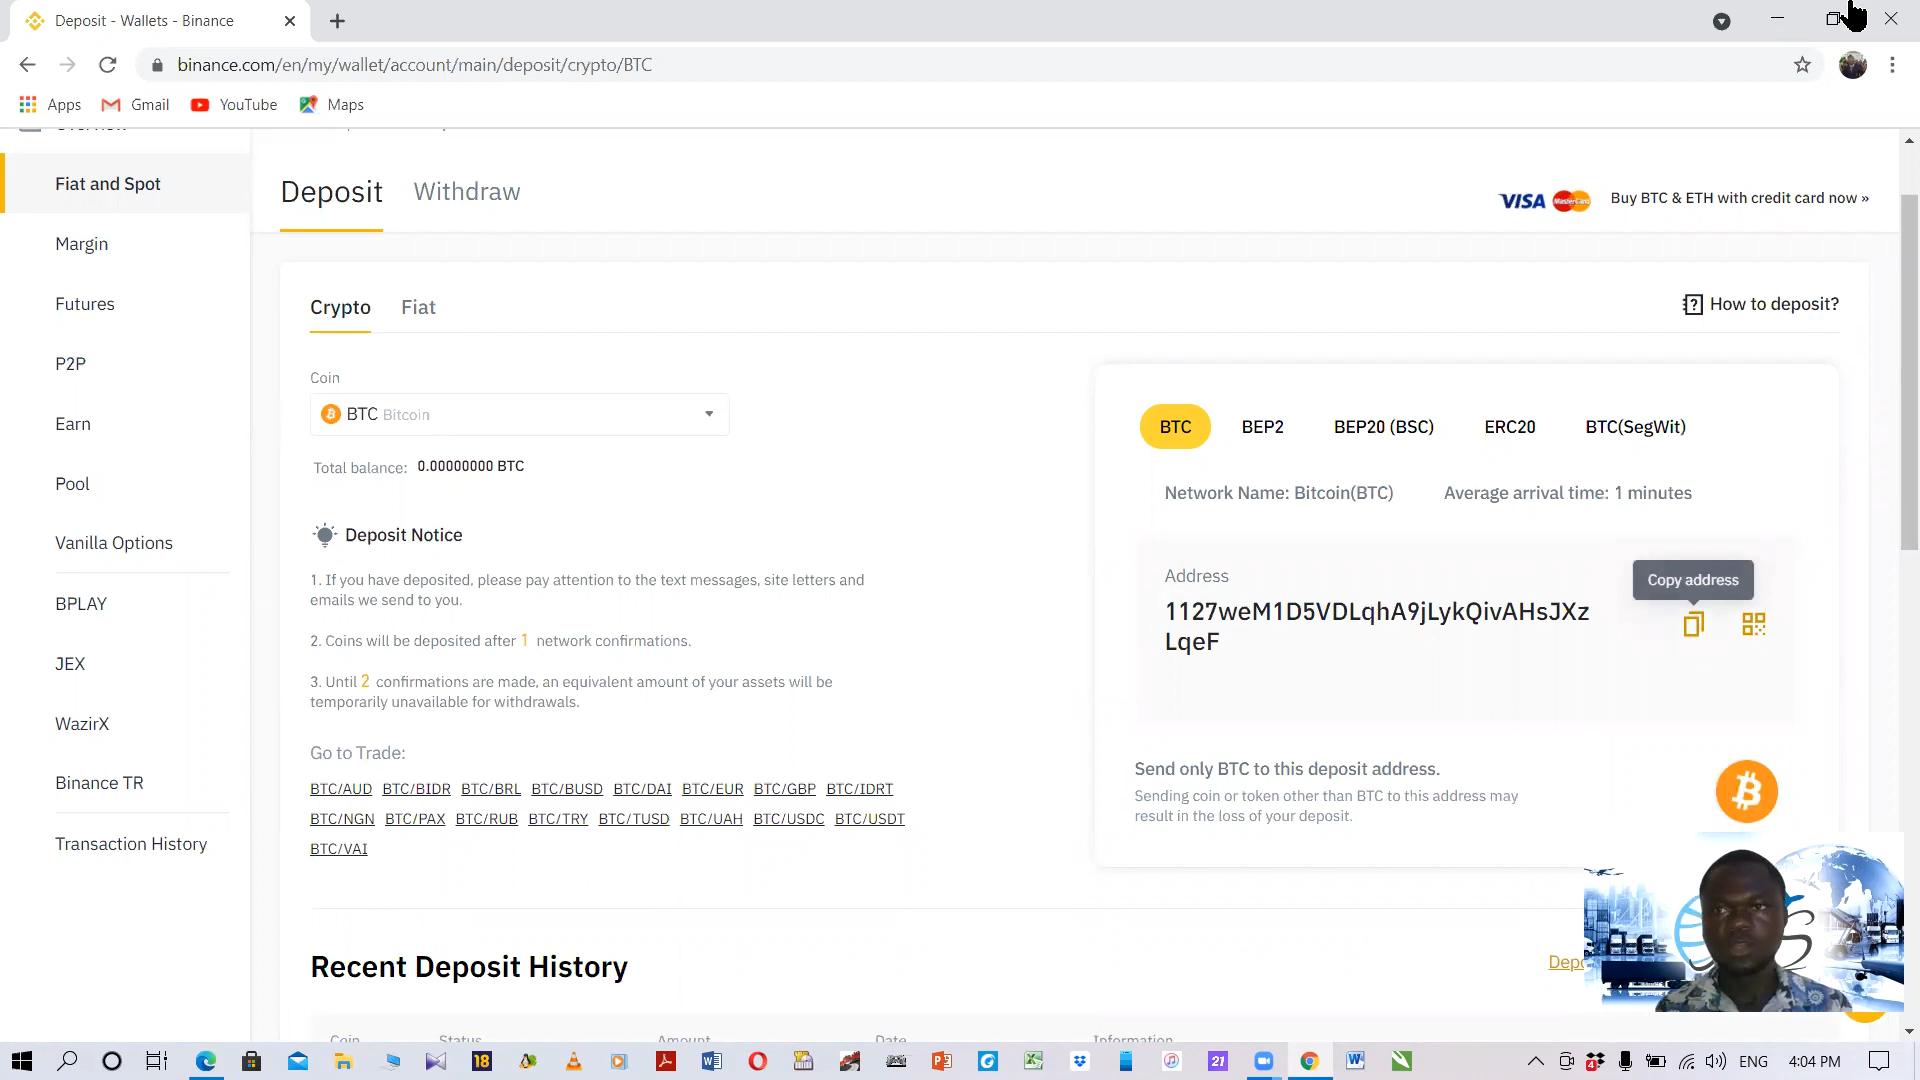 Deposit - Wallets - Binance
binance.com/en/my/wallet/account/main/deposit/crypto/BTC
Apps Gmail YouTube Maps
Fiat and Spot
Margin
Futures
P2P
Earn
Pool
Vanilla Options
BPLAY
JEX
WazirX
Binance TR
Transaction History
Deposit Withdraw
VISA MasterCard Buy BTC & ETH with credit card now »
Crypto Fiat
How to deposit?
Coin
BTC Bitcoin
Total balance: 0.00000000 BTC
Deposit Notice
1. If you have deposited, please pay attention to the text messages, site letters and
emails we send to you.
2. Coins will be deposited after 1 network confirmations.
3. Until 2 confirmations are made, an equivalent amount of your assets will be
temporarily unavailable for withdrawals.
Go to Trade:
BTC/AUD BTC/BIDR BTC/BRL BTC/BUSD BTC/DAI BTC/EUR BTC/GBP BTC/IDRT
BTC/NGN BTC/PAX BTC/RUB BTC/TRY BTC/TUSD BTC/UAH BTC/USDC BTC/USDT
BTC/VAI
BTC BEP2 BEP20 (BSC) ERC20 BTC(SegWit)
Network Name: Bitcoin(BTC) Average arrival time: 1 minutes
Address
Copy address
1127weM1D5VDLqhA9jLykQivAHsJXz
LqeF
Send only BTC to this deposit address.
Sending coin or token other than BTC to this address may
result in the loss of your deposit.
Recent Deposit History
Coin Status Amount Date Information
18 21 4 ENG 4:04 PM